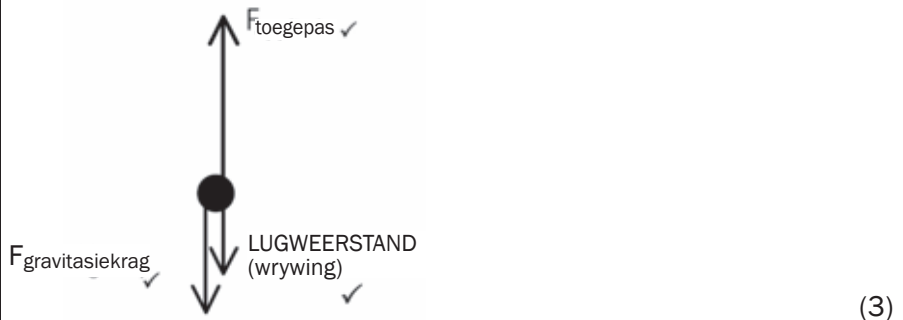 Ftoegepas ✓
LUGWEERSTAND
Fgravitasiekrag ✓
(wrywing)
✓
(3)